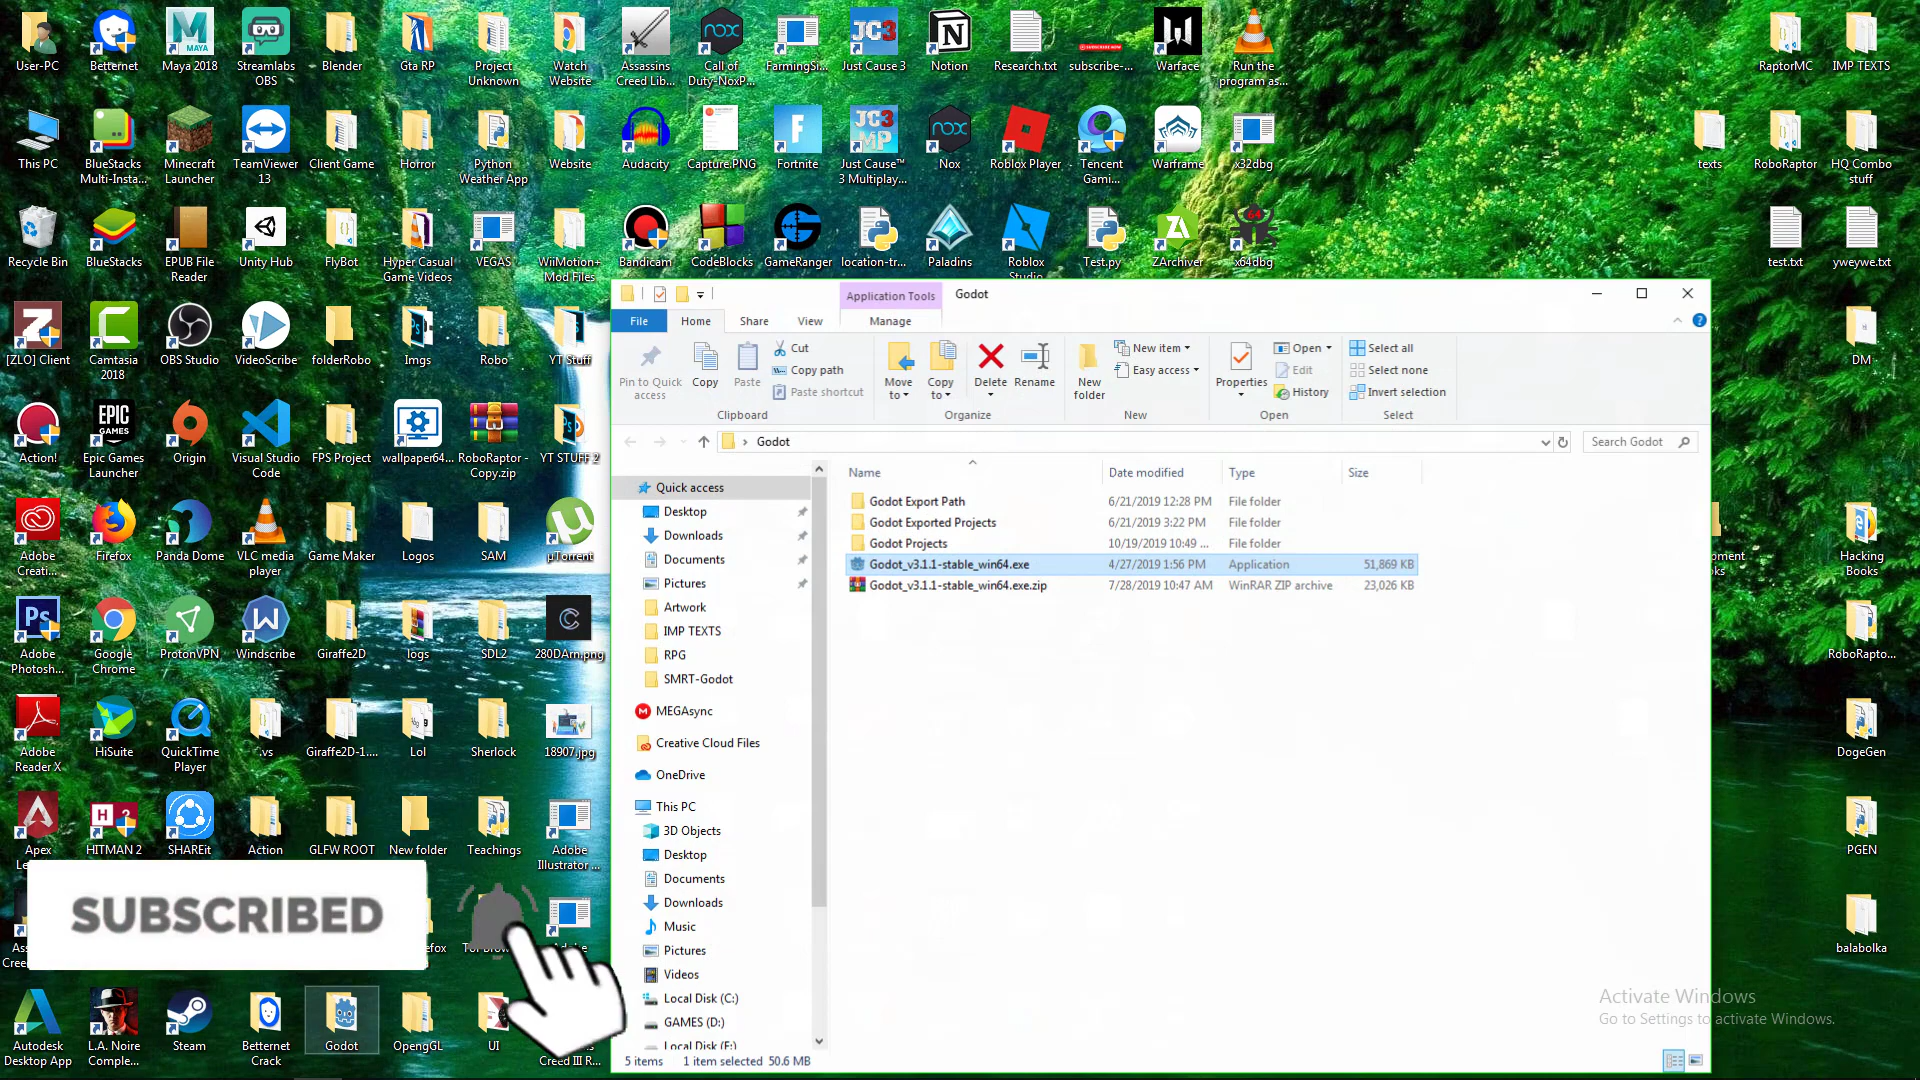 User-PC
Betternet
Maya 2018
Streamlabs OBS
Blender
Gta RP
Project Unknown
Watch Website
Assassins Creed Lib...
Call of Duty-NoxP...
FarmingSi...
Just Cause 3
Notion
Research.txt
subscribe-...
Warface
Run the program as...
RaptorMC
IMP TEXTS
This PC
BlueStacks Multi-Insta...
Minecraft Launcher
TeamViewer 13
Client Game
Horror
Python Weather App
Website
Audacity
Capture.PNG
Fortnite
Just Cause™ 3 Multiplay...
Nox
Roblox Player
Tencent Gami...
Warframe
x32dbg
texts
RoboRaptor
HQ Combo stuff
Recycle Bin
BlueStacks
EPUB File Reader
Unity Hub
FlyBot
Hyper Casual Game Videos
VEGAS
WiiMotion+ Mod Files
Bandicam
CodeBlocks
GameRanger
location-tr...
Paladins
Roblox Studio
Test.py
ZArchiver
x64dbg
test.txt
yweywe.txt
[ZLO] Client
Camtasia 2018
OBS Studio
VideoScribe
folderRobo
Imgs
Robo
YT Stuff
DM
Action!
Epic Games Launcher
Origin
Visual Studio Code
FPS Project
wallpaper64...
RoboRaptor - Copy.zip
YT STUFF 2
Adobe Creati...
Firefox
Panda Dome
VLC media player
Game Maker
Logos
SAM
µTorrent
Hacking Books
Adobe Photosh...
Google Chrome
ProtonVPN
Windscribe
Giraffe2D
logs
SDL2
280DArn.png
RoboRapto...
Adobe Reader X
HiSuite
QuickTime Player
.vs
Giraffe2D-1....
Lol
Sherlock
18907.jpg
DogeGen
Apex
HITMAN 2
SHAREit
Action
GLFW ROOT
New folder
Teachings
Adobe Illustrator ...
PGEN
SUBSCRIBED
balabolka
Autodesk Desktop App
L.A. Noire Comple...
Steam
Betternet Crack
Godot
OpenGL
UI
Creed III R...
Application Tools
Godot
File
Home
Share
View
Manage
Pin to Quick access
Copy
Paste
Cut
Copy path
Paste shortcut
Move to
Copy to
Delete
Rename
New folder
New item
Easy access
Properties
Open
Edit
History
Select all
Select none
Invert selection
Clipboard
Organize
New
Open
Select
Godot
Search Godot
Name
Date modified
Type
Size
Godot Export Path 6/21/2019 12:28 PM File folder
Godot Exported Projects 6/21/2019 3:22 PM File folder
Godot Projects 10/19/2019 10:49 ... File folder
Godot_v3.1.1-stable_win64.exe 4/27/2019 1:56 PM Application 51,869 KB
Godot_v3.1.1-stable_win64.exe.zip 7/28/2019 10:47 AM WinRAR ZIP archive 23,026 KB
Quick access
Desktop
Downloads
Documents
Pictures
Artwork
IMP TEXTS
RPG
SMRT-Godot
MEGAsync
Creative Cloud Files
OneDrive
This PC
3D Objects
Desktop
Documents
Downloads
Music
Pictures
Videos
Local Disk (C:)
GAMES (D:)
5 items
1 item selected 50.6 MB
Activate Windows
Go to Settings to activate Windows.